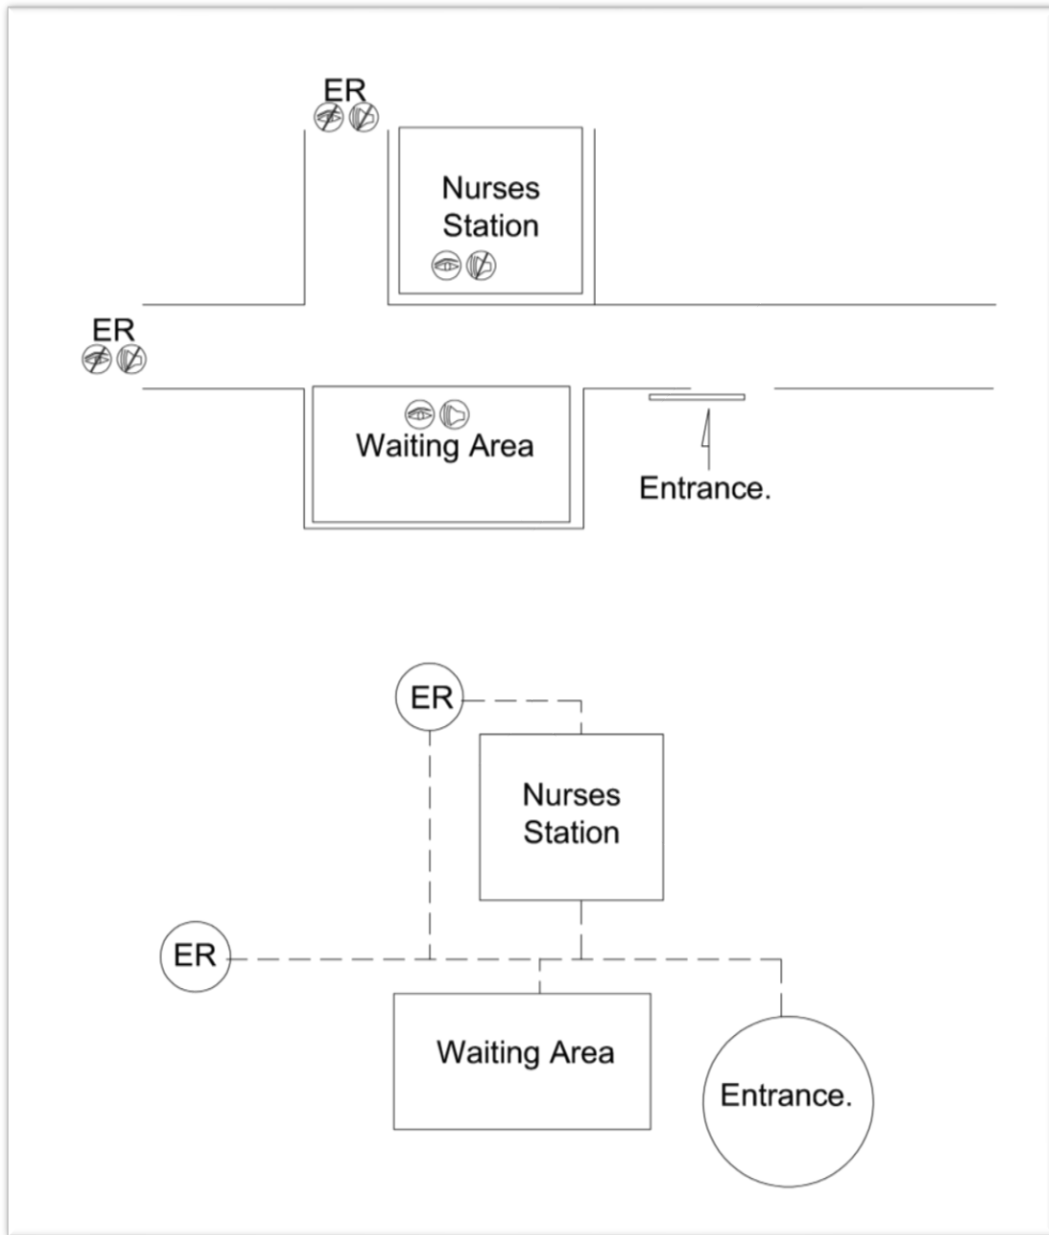 ER
Nurses
Station
ER
Waiting Area
Entrance.
ER
Nurses
Station
ER
Waiting Area
Entrance.